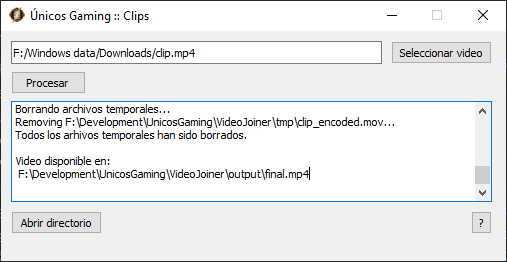 Únicos Gaming :: Clips
F:/Windows data/Downloads/clip.mp4
Seleccionar video
Procesar
Borrando archivos temporales...
Removing F:\Development\UnicosGaming\VideoJoiner\tmp\clip_encoded.mov...
Todos los arhivos temporales han sido borrados.
Video disponible en:
F:\Development\UnicosGaming\VideoJoiner\output\final.mp4
Abrir directorio
?